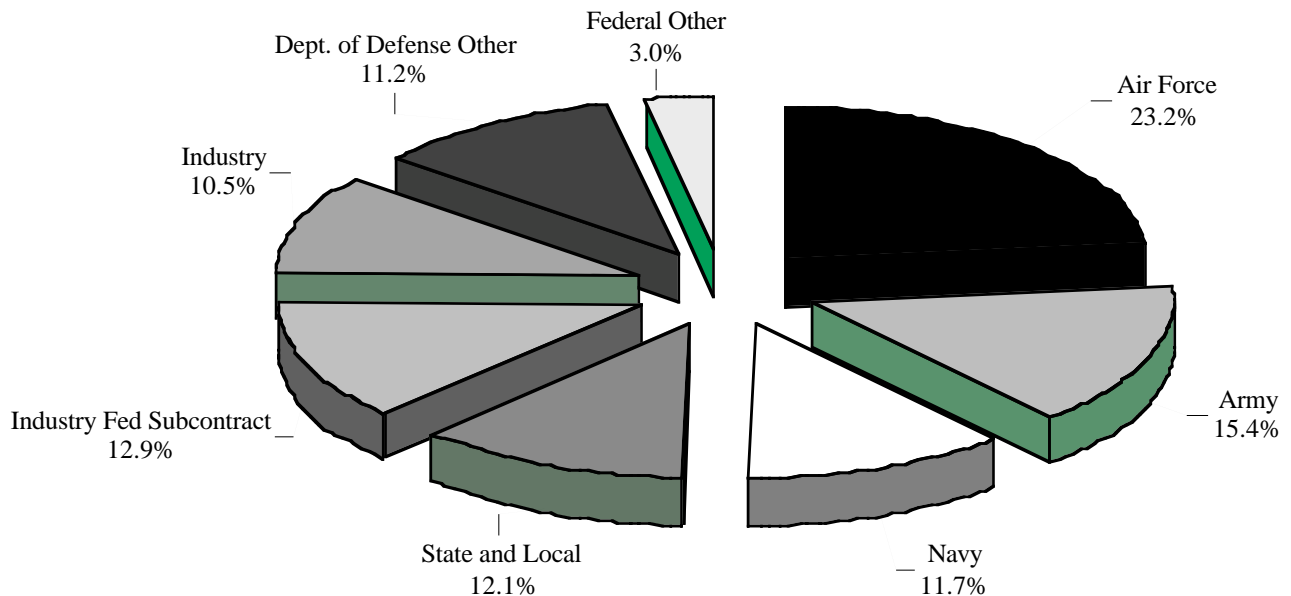 Federal Other
3.0%
Dept. of Defense Other
11.2%
Air Force
23.2%
Industry
10.5%
Army
15.4%
Industry Fed Subcontract
12.9%
State and Local
12.1%
Navy
11.7%